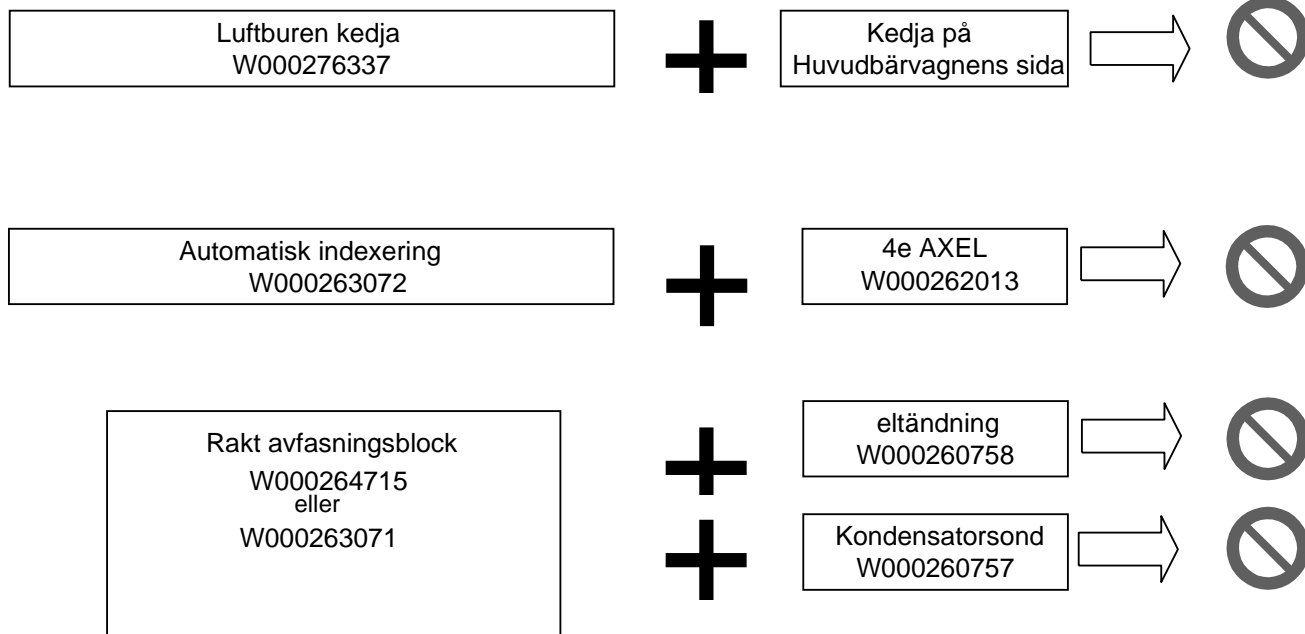 Luftburen kedja
W000276337
Kedja på
Huvudbärvagnens sida
Automatisk indexering
W000263072
4e AXEL
W000262013
Rakt avfasningsblock
W000264715
eller
W000263071
eltändning
W000260758
Kondensatorsond
W000260757